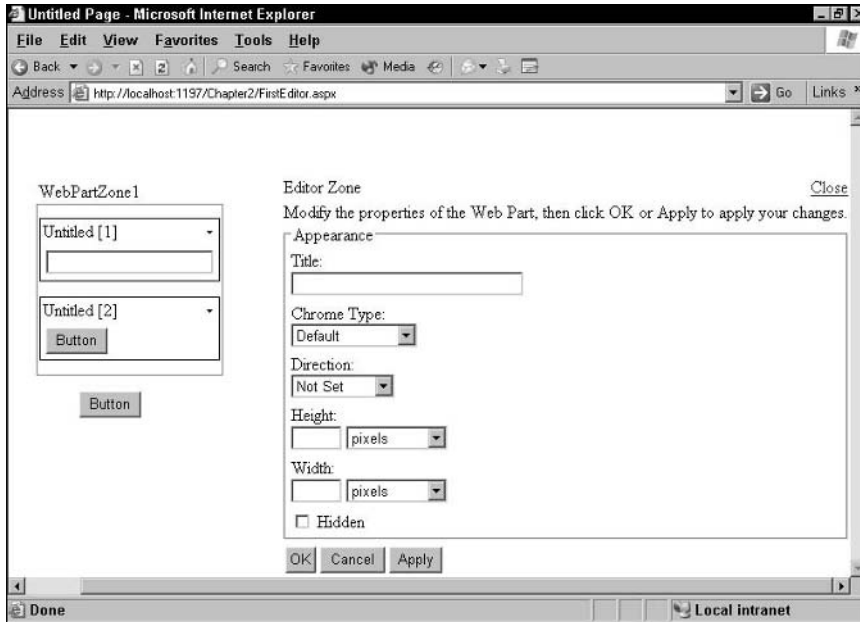 Untitled Page - Microsoft Internet Explorer
File Edit View Favorites Tools Help
Back Search Favorites Media
Address http://localhost:1197/Chapter2/FirstEditor.aspx Go Links »
WebPartZone1
Untitled [1]
Untitled [2]
Button
Button
Editor Zone Close
Modify the properties of the Web Part, then click OK or Apply to apply your changes.
Appearance
Title:
Chrome Type:
Default
Direction:
Not Set
Height:
pixels
Width:
pixels
Hidden
OK Cancel Apply
Done Local intranet